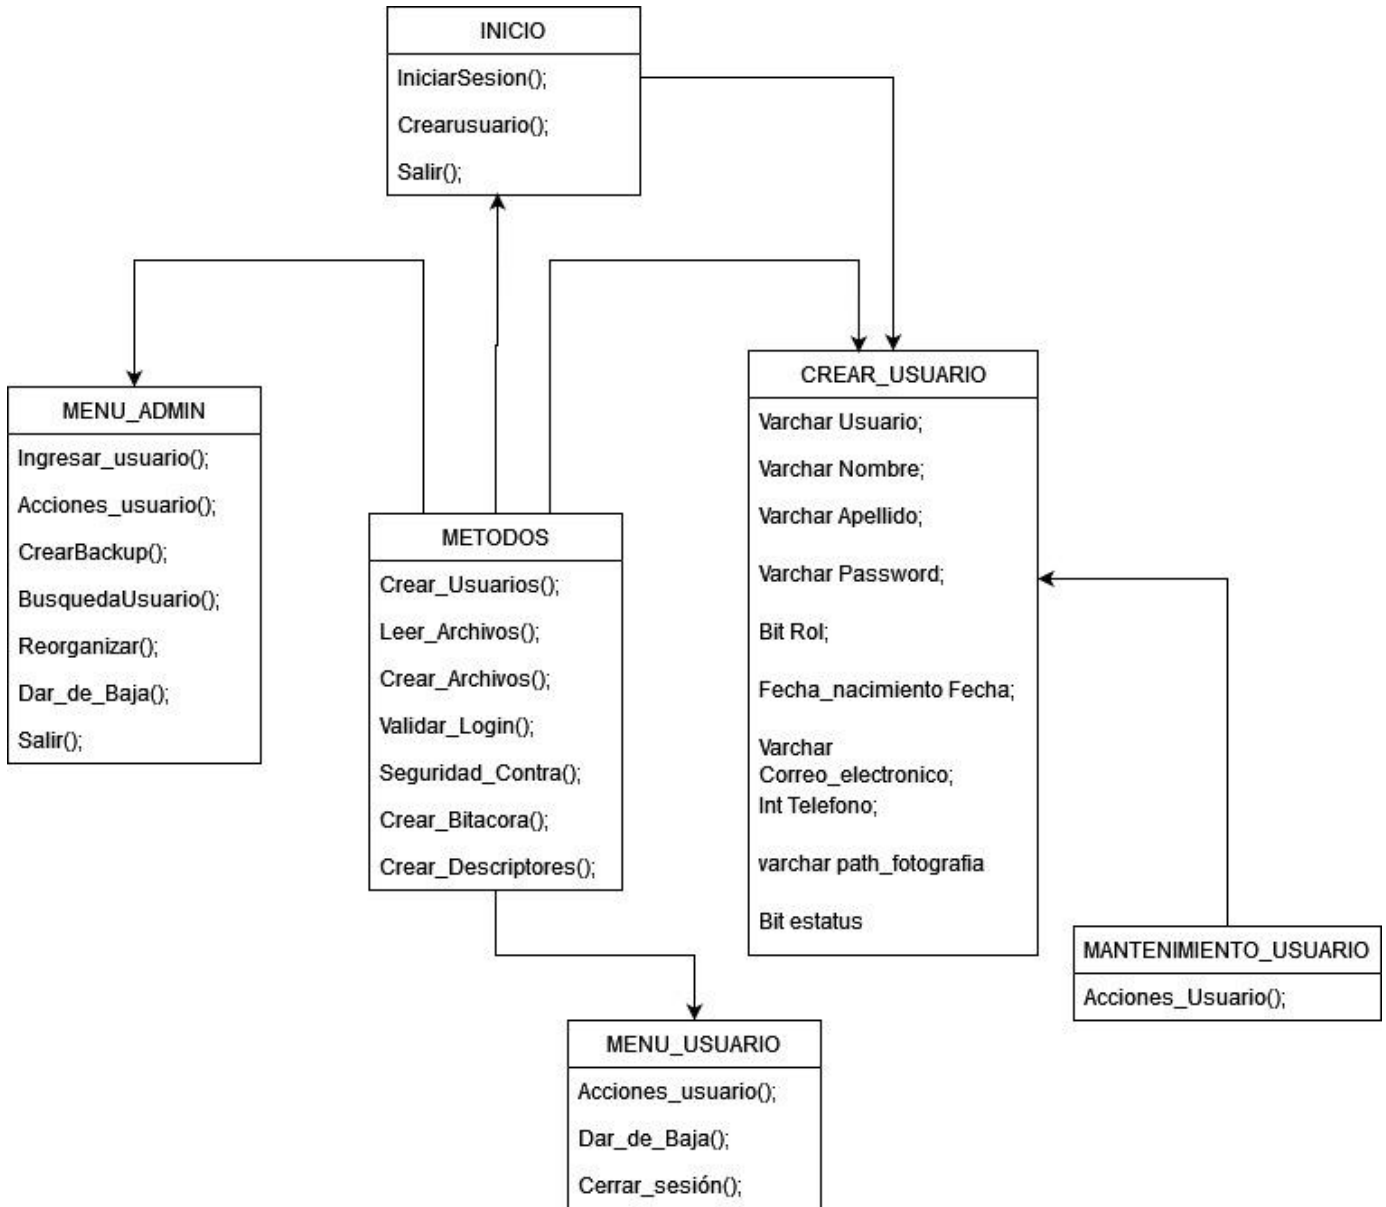 INICIO
IniciarSesion();
Crearusuario();
Salir();
MENU_ADMIN
Ingresar_usuario();
Acciones_usuario();
CrearBackup();
BusquedaUsuario();
Reorganizar();
Dar_de_Baja();
Salir();
METODOS
Crear_Usuarios();
Leer_Archivos();
Crear_Archivos();
Validar_Login();
Seguridad_Contra();
Crear_Bitacora();
Crear_Descriptores();
CREAR_USUARIO
Varchar Usuario;
Varchar Nombre;
Varchar Apellido;
Varchar Password;
Bit Rol;
Fecha_nacimiento Fecha;
Varchar
Correo_electronico;
Int Telefono;
varchar path_fotografia
Bit estatus
MANTENIMIENTO_USUARIO
Acciones_Usuario();
MENU_USUARIO
Acciones_usuario();
Dar_de_Baja();
Cerrar_sesión();